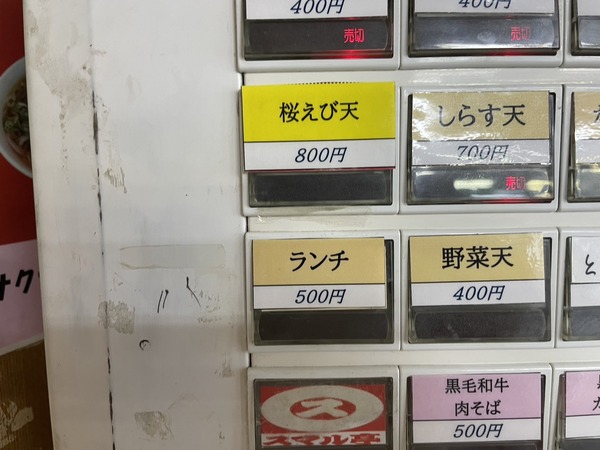 400円
400円
売切
売切
桜えび天
しらす天
800円
700円
売切
ランチ
野菜天
500円
400円
黒毛和牛
肉そば
500円
ス
スマル亭
サク